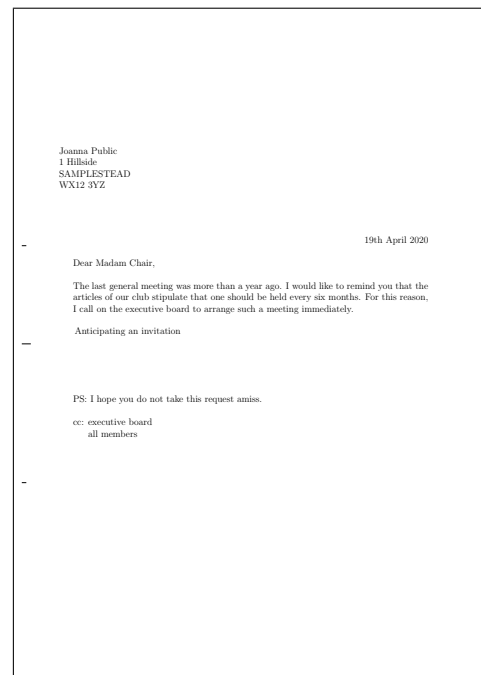 Joanna Public
1 Hillside
SAMPLESTEAD
WX12 3YZ
19th April 2020
Dear Madam Chair,
The last general meeting was more than a year ago. I would like to remind you that the
articles of our club stipulate that one should be held every six months. For this reason,
I call on the executive board to arrange such a meeting immediately.
Anticipating an invitation
PS: I hope you do not take this request amiss.
cc: executive board
all members